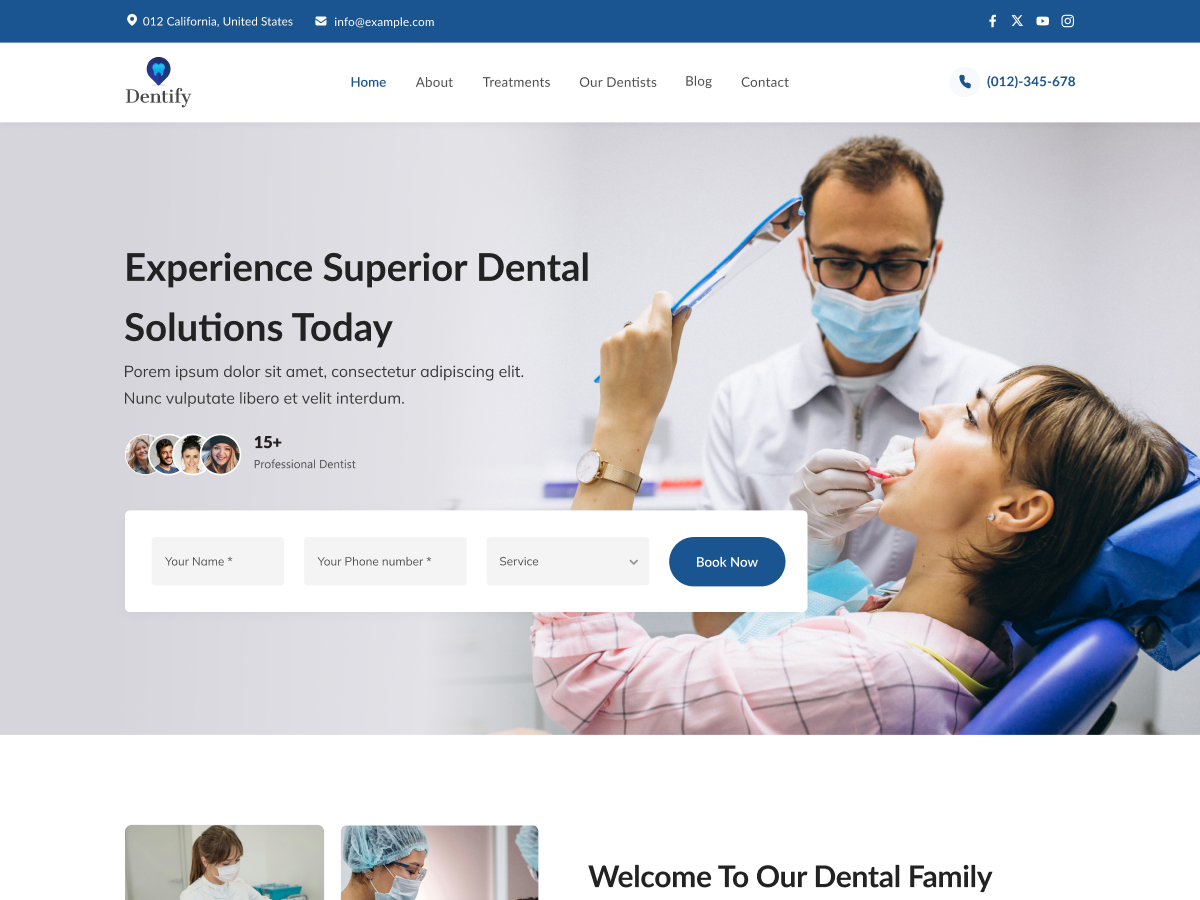 012 California, United States
info@example.com
Dentify
Home
About
Treatments
Our Dentists
Blog
Contact
(012)-345-678
Experience Superior Dental
Solutions Today
Porem ipsum dolor sit amet, consectetur adipiscing elit.
Nunc vulputate libero et velit interdum.
15+
Professional Dentist
Your Name *
Your Phone number *
Service
Book Now
Welcome To Our Dental Family